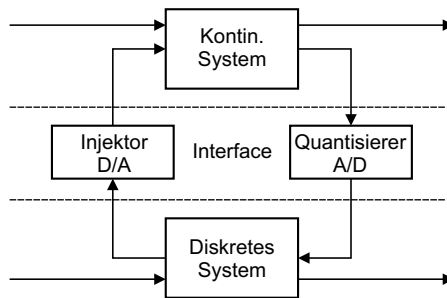 Kontin.
System
Injektor
D/A
Interface
Quantisierer
A/D
Diskretes
System